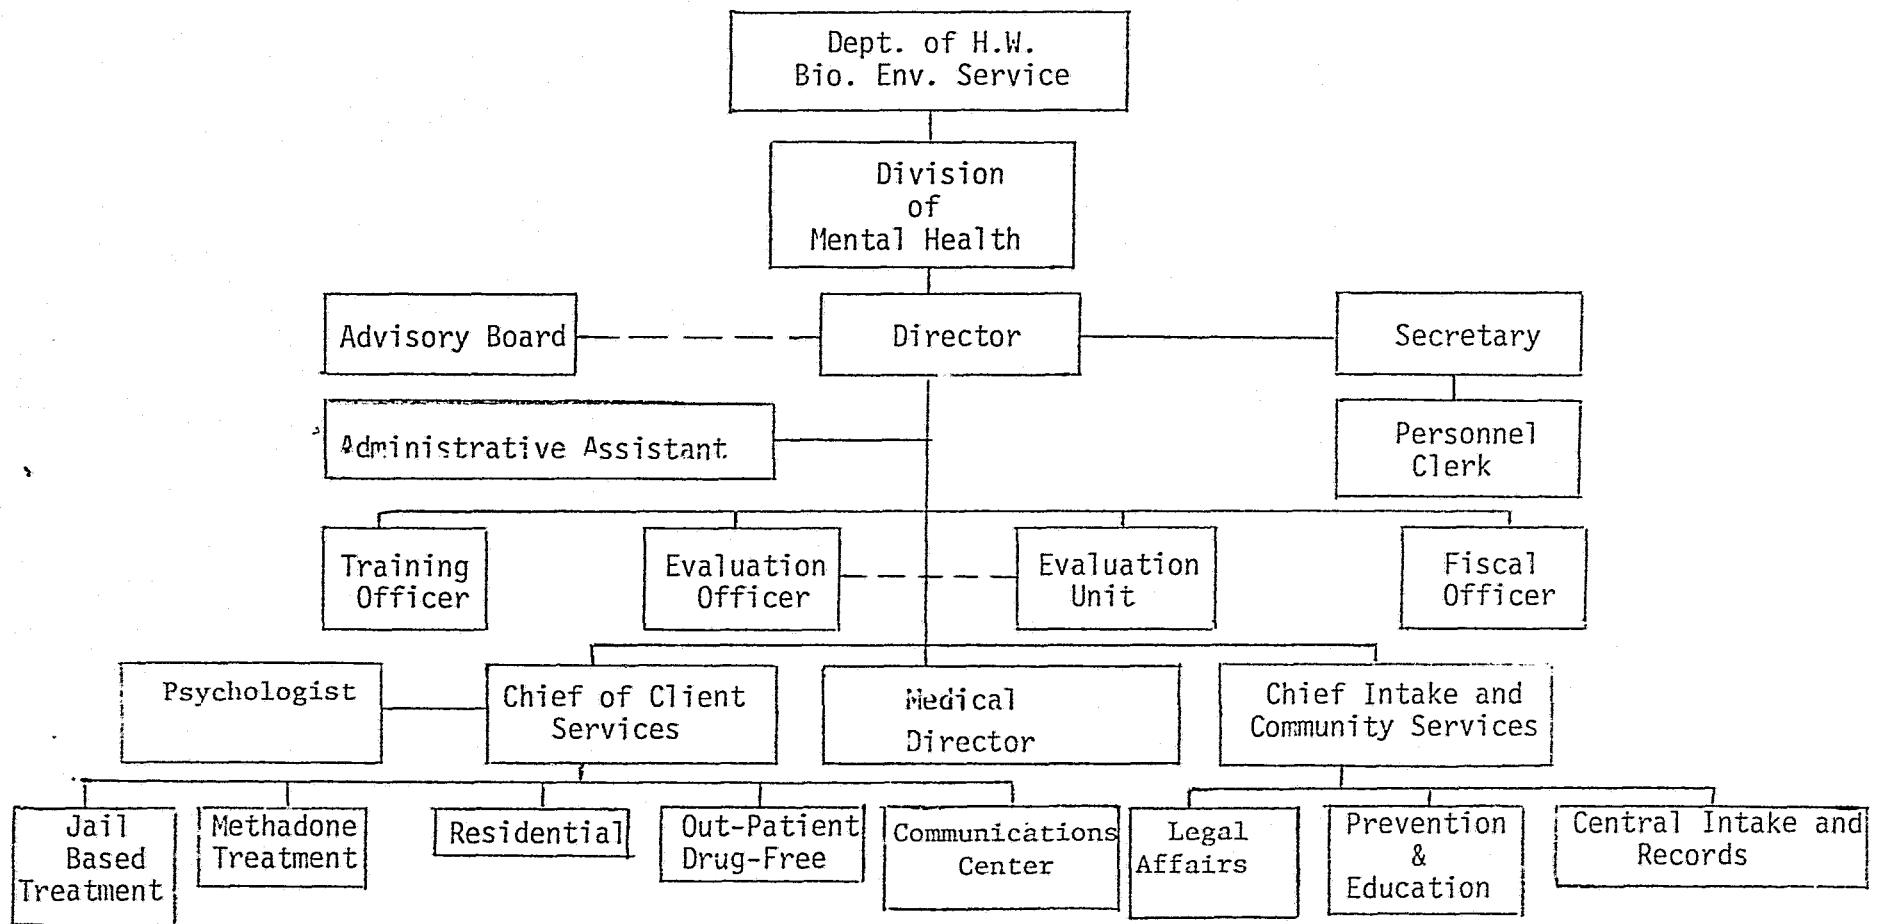 Dept. of H.W.
Bio. Env. Service
Division
of
Mental Health
Advisory Board
Director
Secretary
Administrative Assistant
Personnel
Clerk
Training
Officer
Evaluation
Officer
Evaluation
Unit
Fiscal
Officer
Psychologist
Chief of Client
Services
Medical
Director
Chief Intake and
Community Services
Jail
Based
Treatment
Methadone
Treatment
Residential
Out-Patient
Drug-Free
Communications
Center
Legal
Affairs
Prevention
&
Education
Central Intake and
Records